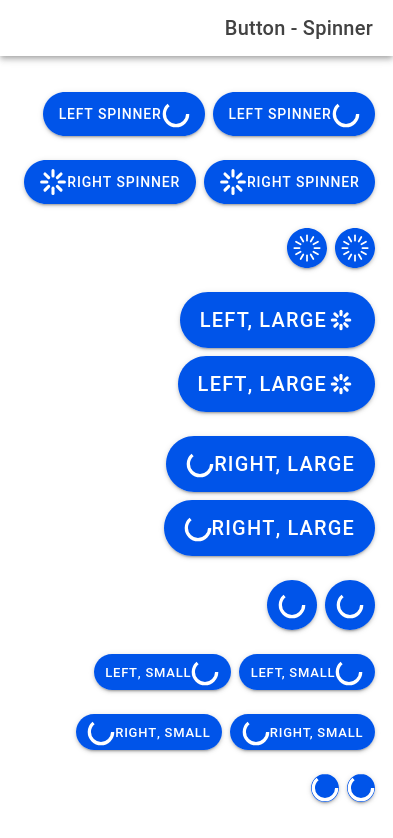 Button - Spinner
LEFT SPINNER LEFT SPINNER
RIGHT SPINNER RIGHT SPINNER
LEFT, LARGE
LEFT, LARGE
RIGHT, LARGE
RIGHT, LARGE
LEFT, SMALL LEFT, SMALL
RIGHT, SMALL RIGHT, SMALL